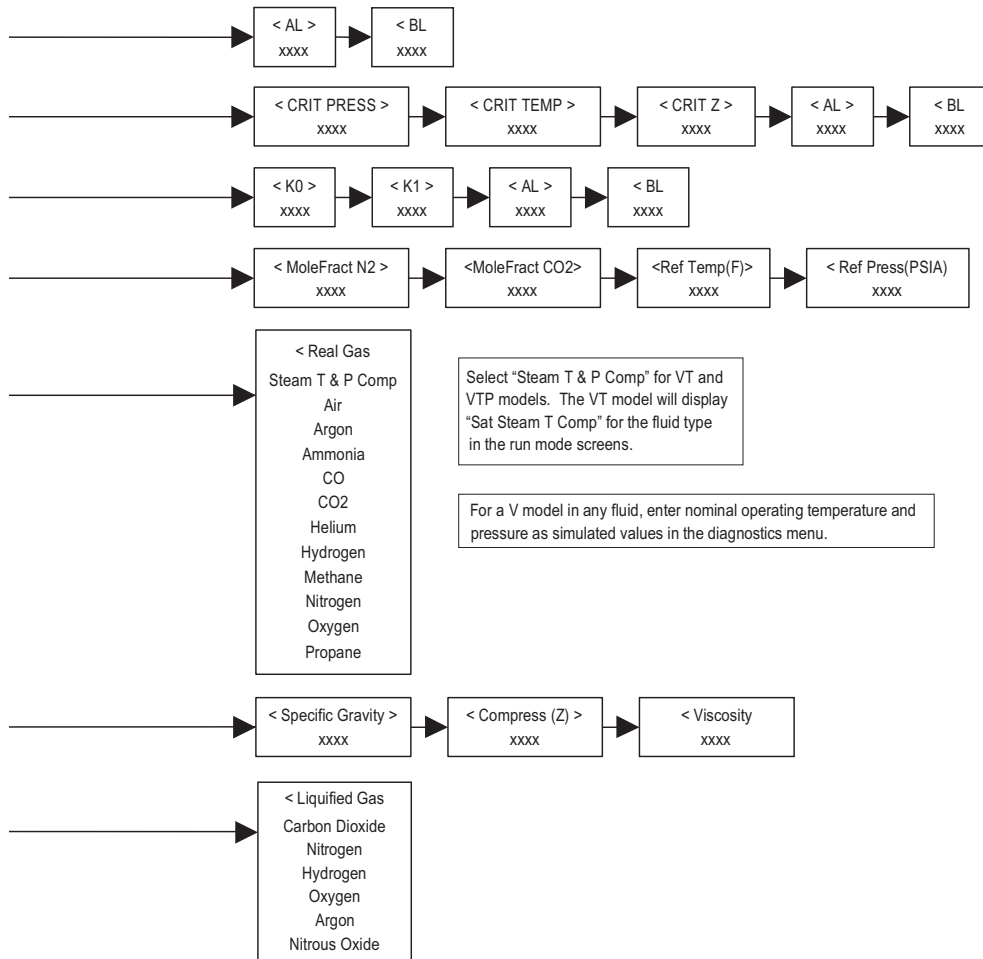 < AL >
xxxx
< BL
xxxx
< CRIT PRESS >
xxxx
< CRIT TEMP >
xxxx
< CRIT Z >
xxxx
< AL >
xxxx
< BL
xxxx
< K0 >
xxxx
< K1 >
xxxx
< AL >
xxxx
< BL
xxxx
< MoleFract N2 >
xxxx
<MoleFract CO2>
xxxx
<Ref Temp(F)>
xxxx
< Ref Press(PSIA)
xxxx
< Real Gas
Steam T & P Comp
Air
Argon
Ammonia
CO
CO2
Helium
Hydrogen
Methane
Nitrogen
Oxygen
Propane
Select “Steam T & P Comp” for VT and
VTP models. The VT model will display
“Sat Steam T Comp” for the fluid type
in the run mode screens.
For a V model in any fluid, enter nominal operating temperature and
pressure as simulated values in the diagnostics menu.
< Specific Gravity >
xxxx
< Compress (Z) >
xxxx
< Viscosity
xxxx
< Liquified Gas
Carbon Dioxide
Nitrogen
Hydrogen
Oxygen
Argon
Nitrous Oxide